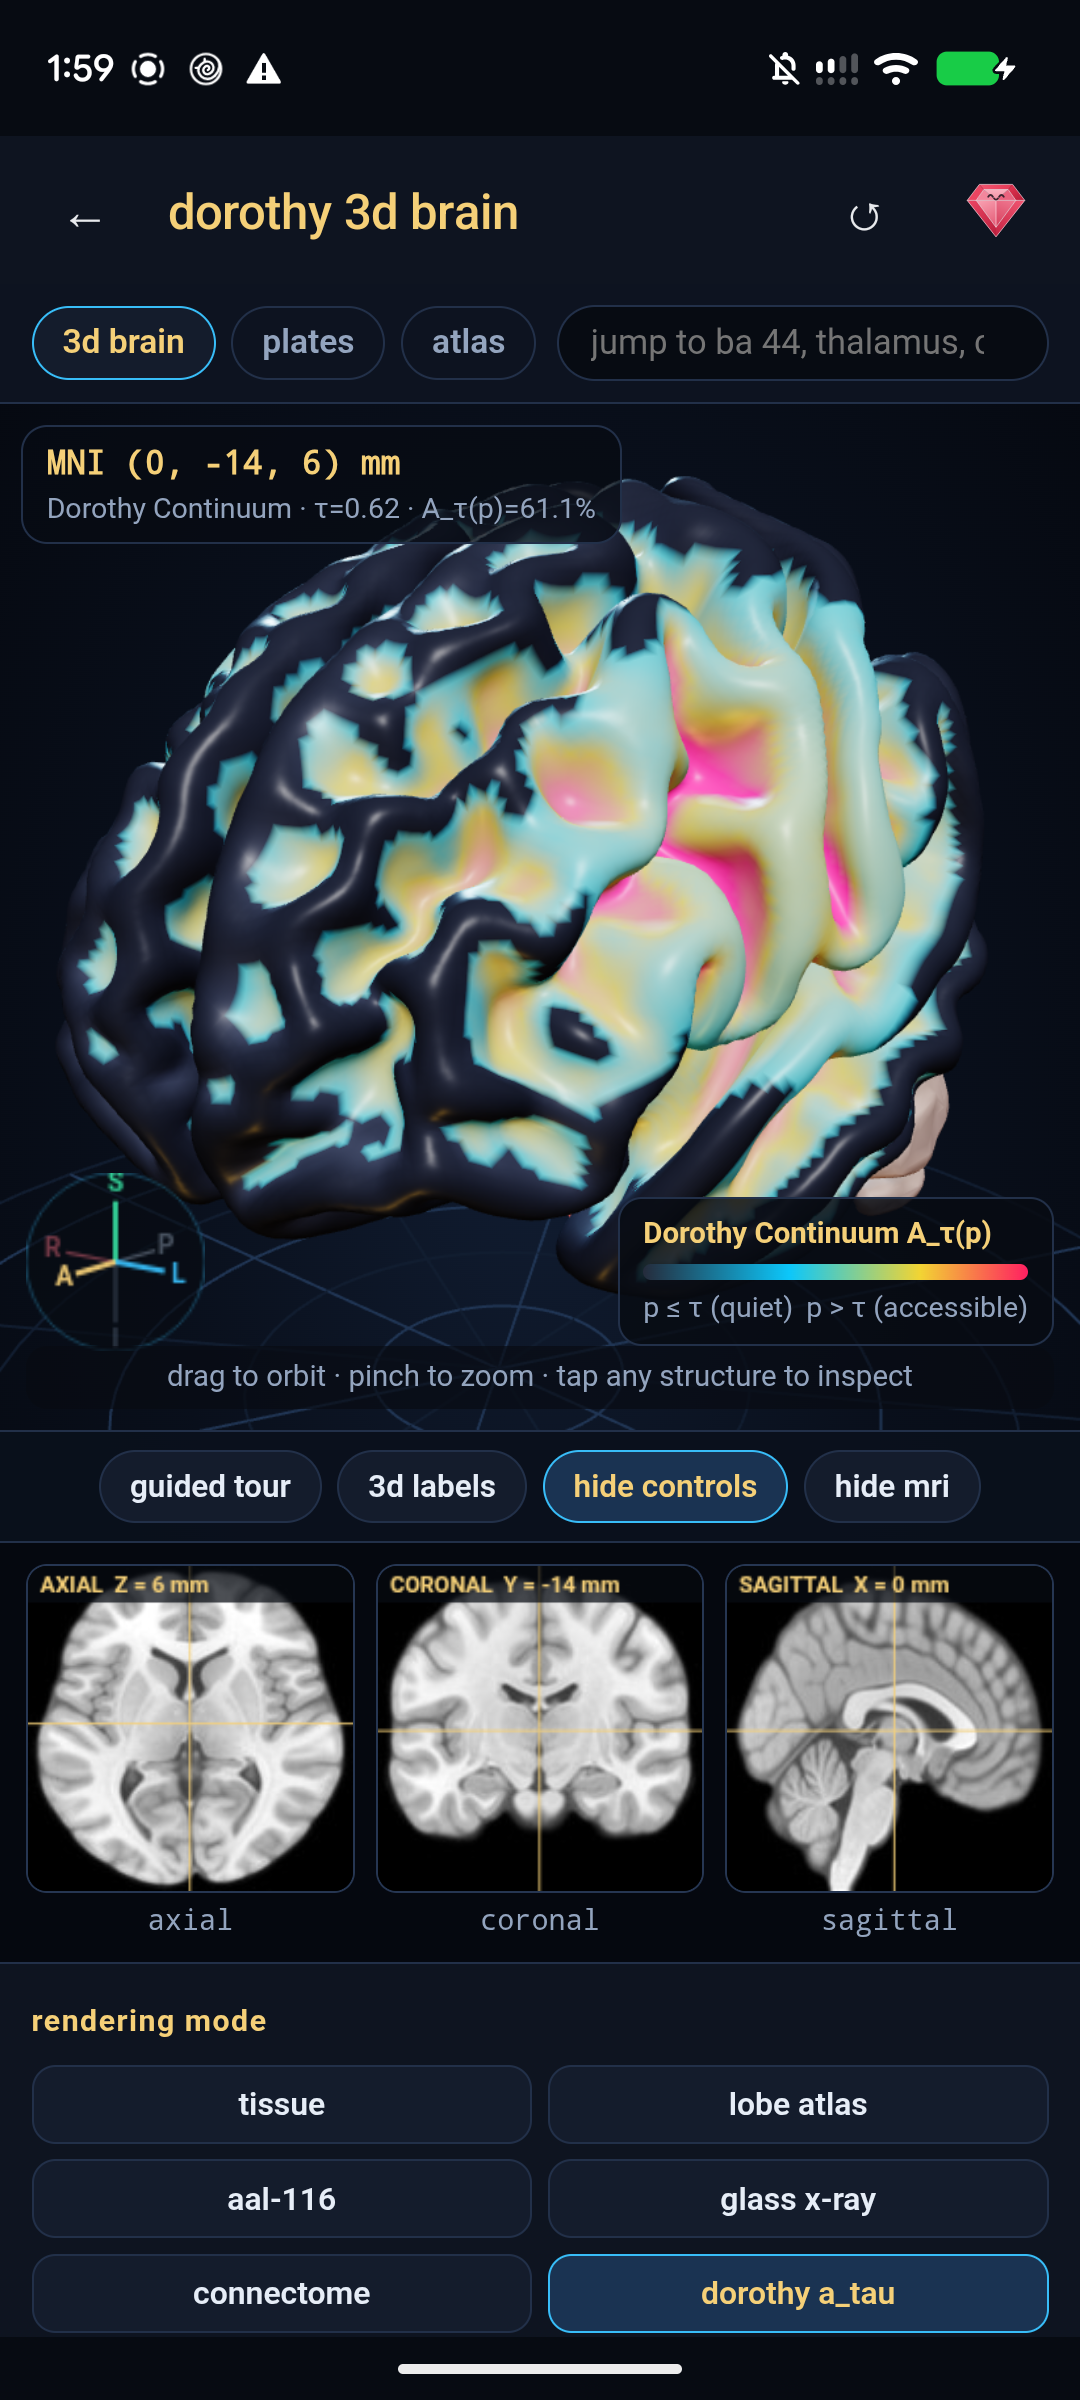 1:59
← dorothy 3d brain
3d brain plates atlas jump to ba 44, thalamus, c
MNI (0, -14, 6) mm
Dorothy Continuum · τ=0.62 · A_τ(p)=61.1%
S
R P
A L
I
Dorothy Continuum A_τ(p)
p ≤ τ (quiet) p > τ (accessible)
drag to orbit · pinch to zoom · tap any structure to inspect
guided tour 3d labels hide controls hide mri
AXIAL Z = 6 mm CORONAL Y = -14 mm SAGITTAL X = 0 mm
axial coronal sagittal
rendering mode
tissue lobe atlas
aal-116 glass x-ray
connectome dorothy a_tau